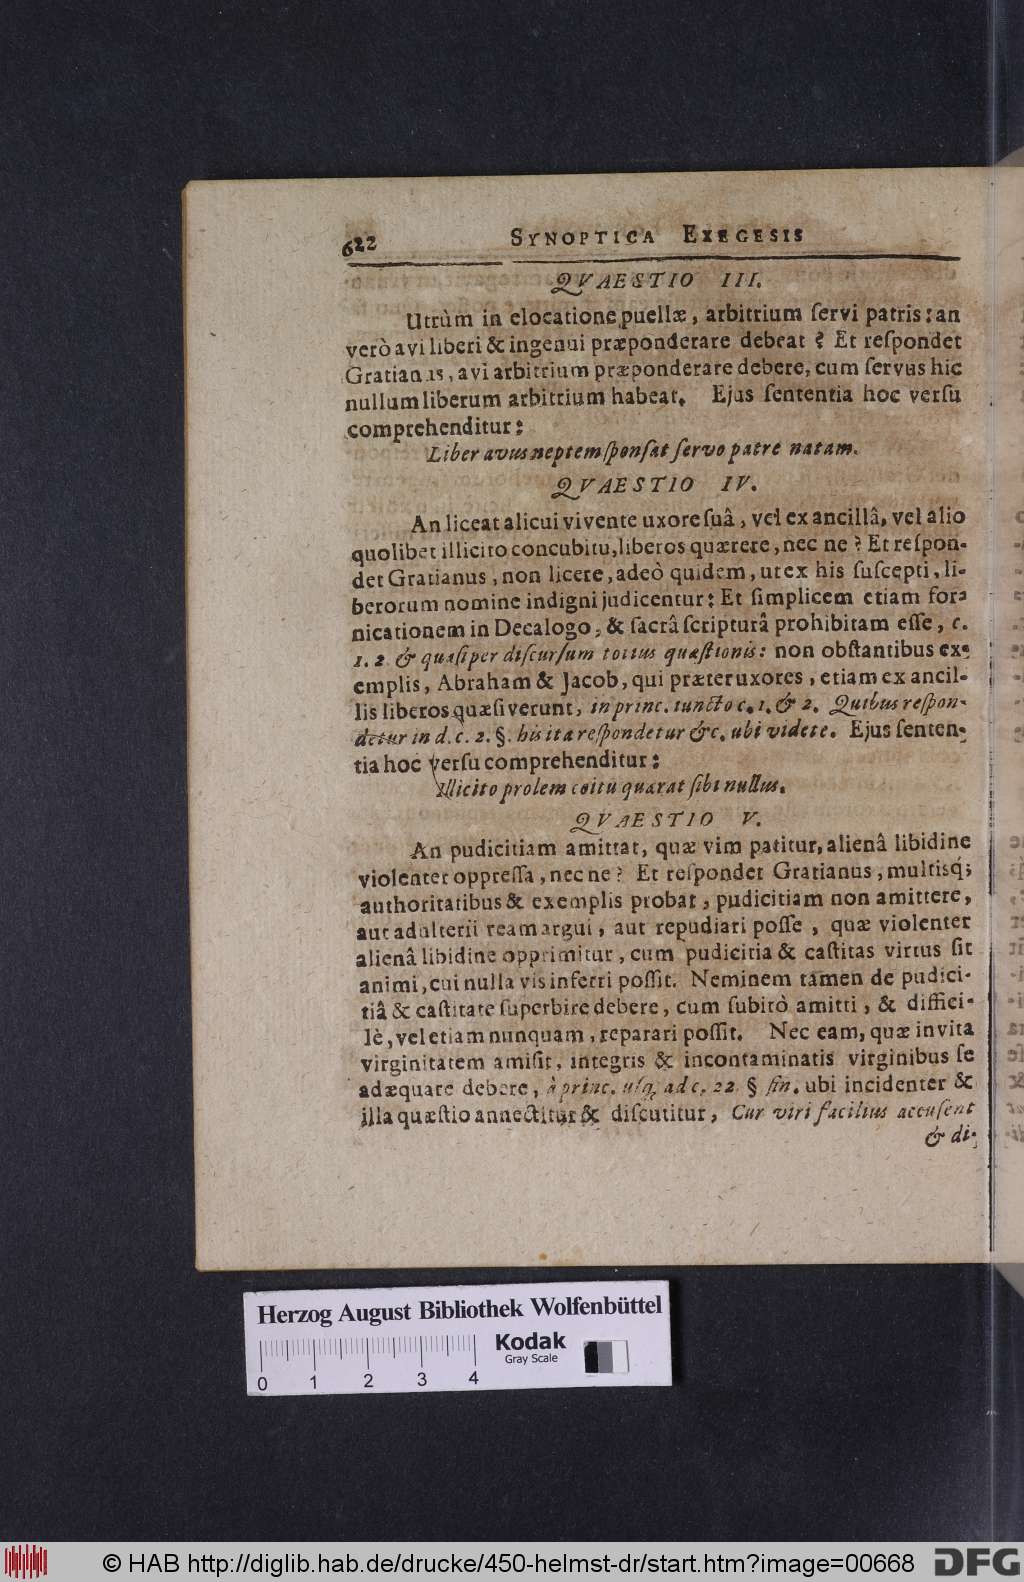 622 SYNOPTICA EXEGESIS
QVAESTIO III.
Utrùm in elocatione puellæ, arbitrium ſervi patris: an
verò avi liberi & ingenui præponderare debeat ? Et reſpondet
Gratianus, avi arbitrium præponderare debere, cum ſervus hic
nullum liberum arbitrium habeat. Ejus ſententia hoc verſu
comprehenditur:
Liber avus neptem ſponſat ſervo patre natam.
QVAESTIO IV.
An liceat alicui vivente uxore ſuâ, vel ex ancillâ, vel alio
quolibet illicito concubitu, liberos quærere, nec ne ? Et reſpon-
det Gratianus, non licere, adeò quidem, ut ex his ſuſcepti, li-
berorum nomine indigni judicentur: Et ſimplicem etiam for-
nicationem in Decalogo, & ſacrâ ſcripturâ prohibitam eſſe, c.
1. 2. & quaſi per diſcurſum totius quæſtionis: non obſtantibus ex-
emplis, Abraham & Jacob, qui præter uxores, etiam ex ancil-
lis liberos quæſiverunt, in princ. iuncto c. 1. & 2. Quibus reſpon-
detur in d. c. 2. §. his ita reſpondetur &c. ubi videte. Ejus ſenten-
tia hoc verſu comprehenditur:
Illicito prolem coitu quarat ſibi nullus.
QVAESTIO V.
An pudicitiam amittat, quæ vim patitur, alienâ libidine
violenter oppreſſa, nec ne ? Et reſpondet Gratianus, multisq́;
authoritatibus & exemplis probat, pudicitiam non amittere,
aut adulterii ream argui, aut repudiari poſſe, quæ violenter
alienâ libidine opprimitur, cum pudicitia & caſtitas virtus ſit
animi, cui nulla vis inferri poſſit. Neminem tamen de pudici-
tiâ & caſtitate ſuperbire debere, cum ſubitò amitti, & diffici-
lè, vel etiam nunquam, reparari poſſit. Nec eam, quæ invita
virginitatem amiſit, integris & incontaminatis virginibus ſe
adæquare debere, à princ. uſq; ad c. 22. § fin. ubi incidenter &
illa quæſtio annectitur & diſcutitur, Cur viri facilius accuſent
& di-
Herzog August Bibliothek Wolfenbüttel
Kodak
Gray Scale
0 1 2 3 4
© HAB http://diglib.hab.de/drucke/450-helmst-dr/start.htm?image=00668
DFG